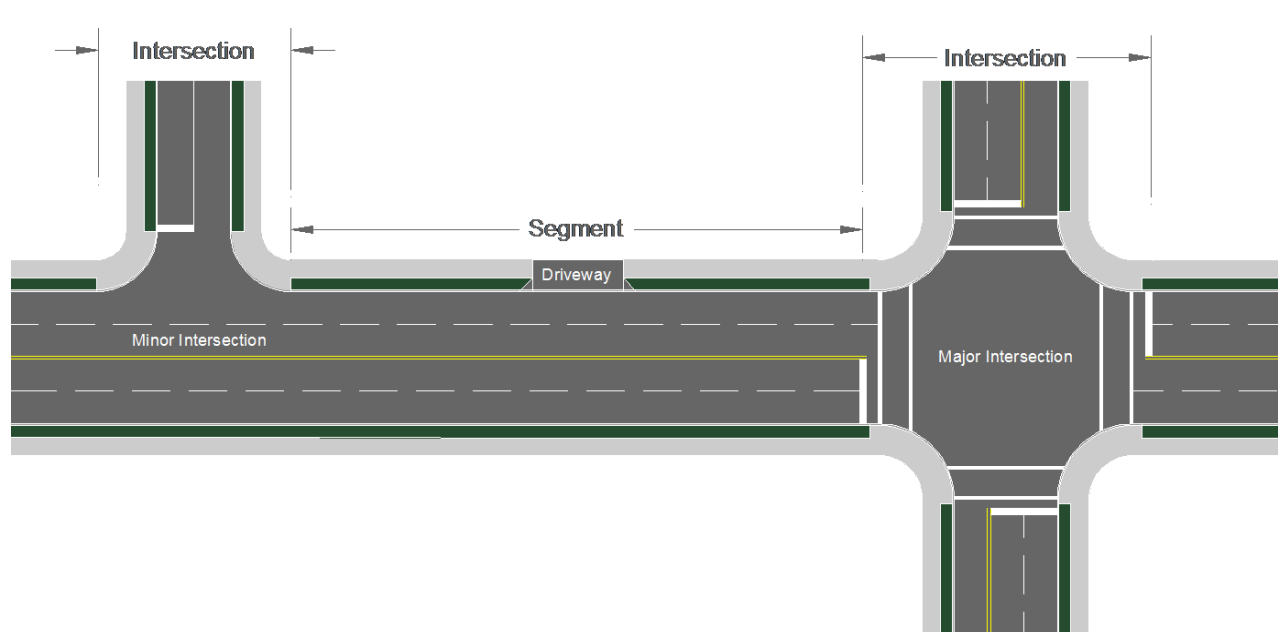 Intersection
Intersection
Segment
Driveway
Minor Intersection
Major Intersection